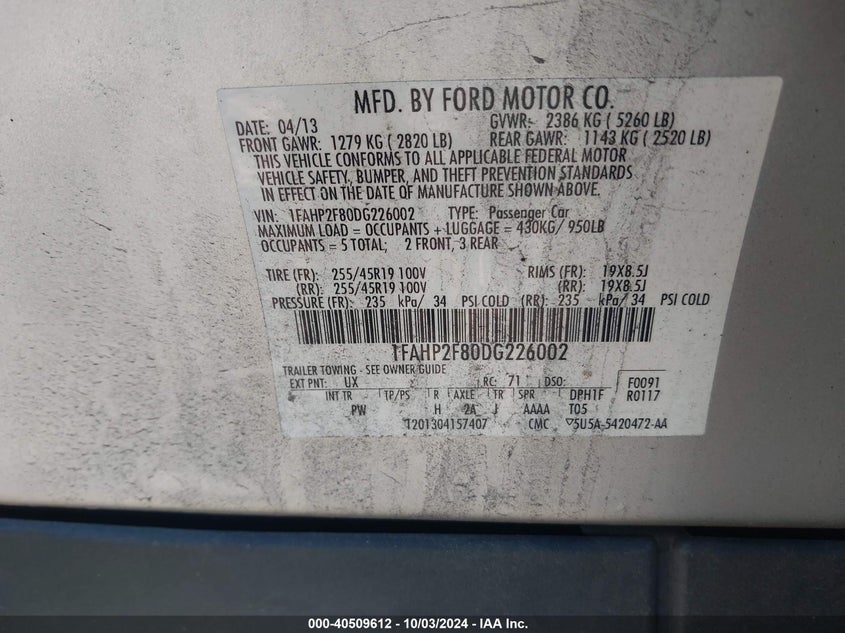 MFD. BY FORD MOTOR CO.
DATE: 04/13 GVWR: 2386 KG ( 5260 LB)
FRONT GAWR: 1279 KG ( 2820 LB) REAR GAWR: 1143 KG ( 2520 LB)
THIS VEHICLE CONFORMS TO ALL APPLICABLE FEDERAL MOTOR
VEHICLE SAFETY, BUMPER, AND THEFT PREVENTION STANDARDS
IN EFFECT ON THE DATE OF MANUFACTURE SHOWN ABOVE.
VIN: 1FAHP2F80DG226002 TYPE: Passenger Car
MAXIMUM LOAD = OCCUPANTS + LUGGAGE = 430KG/ 950LB
OCCUPANTS = 5 TOTAL; 2 FRONT, 3 REAR
TIRE (FR): 255/45R19 100V RIMS (FR): 19X8.5J
(RR): 255/45R19 100V (RR): 19X8.5J
PRESSURE (FR): 235 kPa/ 34 PSI COLD (RR): 235 kPa/ 34 PSI COLD
1FAHP2F80DG226002
TRAILER TOWING - SEE OWNER GUIDE
EXT PNT: UX RC: 71 DSO: F0091
INT TR TP/PS R AXLE TR SPR DPH1F R0117
PW H 2A J AAAA T05
1201304157407 CMC ▽5U5A-5420472-AA
000-40509612 - 10/03/2024 - IAA Inc.